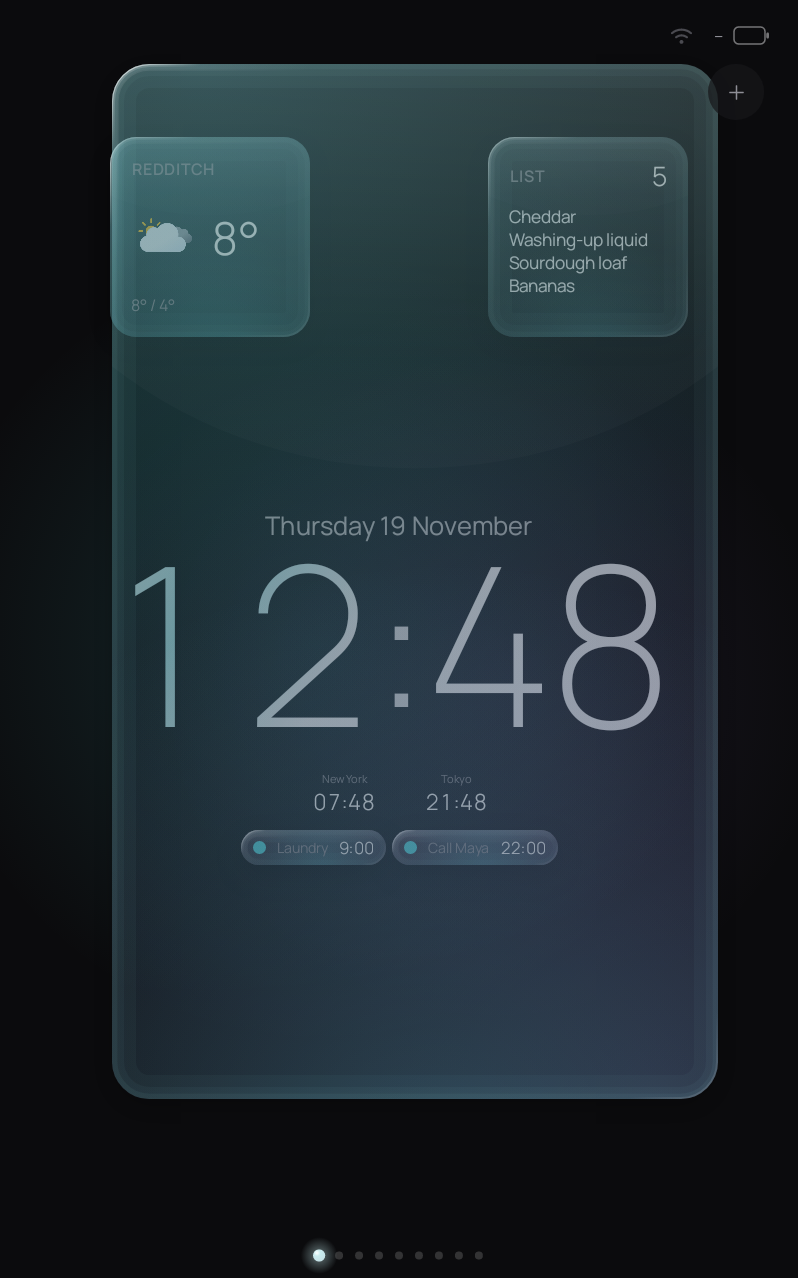 –
+
REDDITCH
8°
8° / 4°
LIST 5
Cheddar
Washing-up liquid
Sourdough loaf
Bananas
Thursday 19 November
12:48
New York
07:48
Tokyo
21:48
Laundry 9:00
Call Maya 22:00